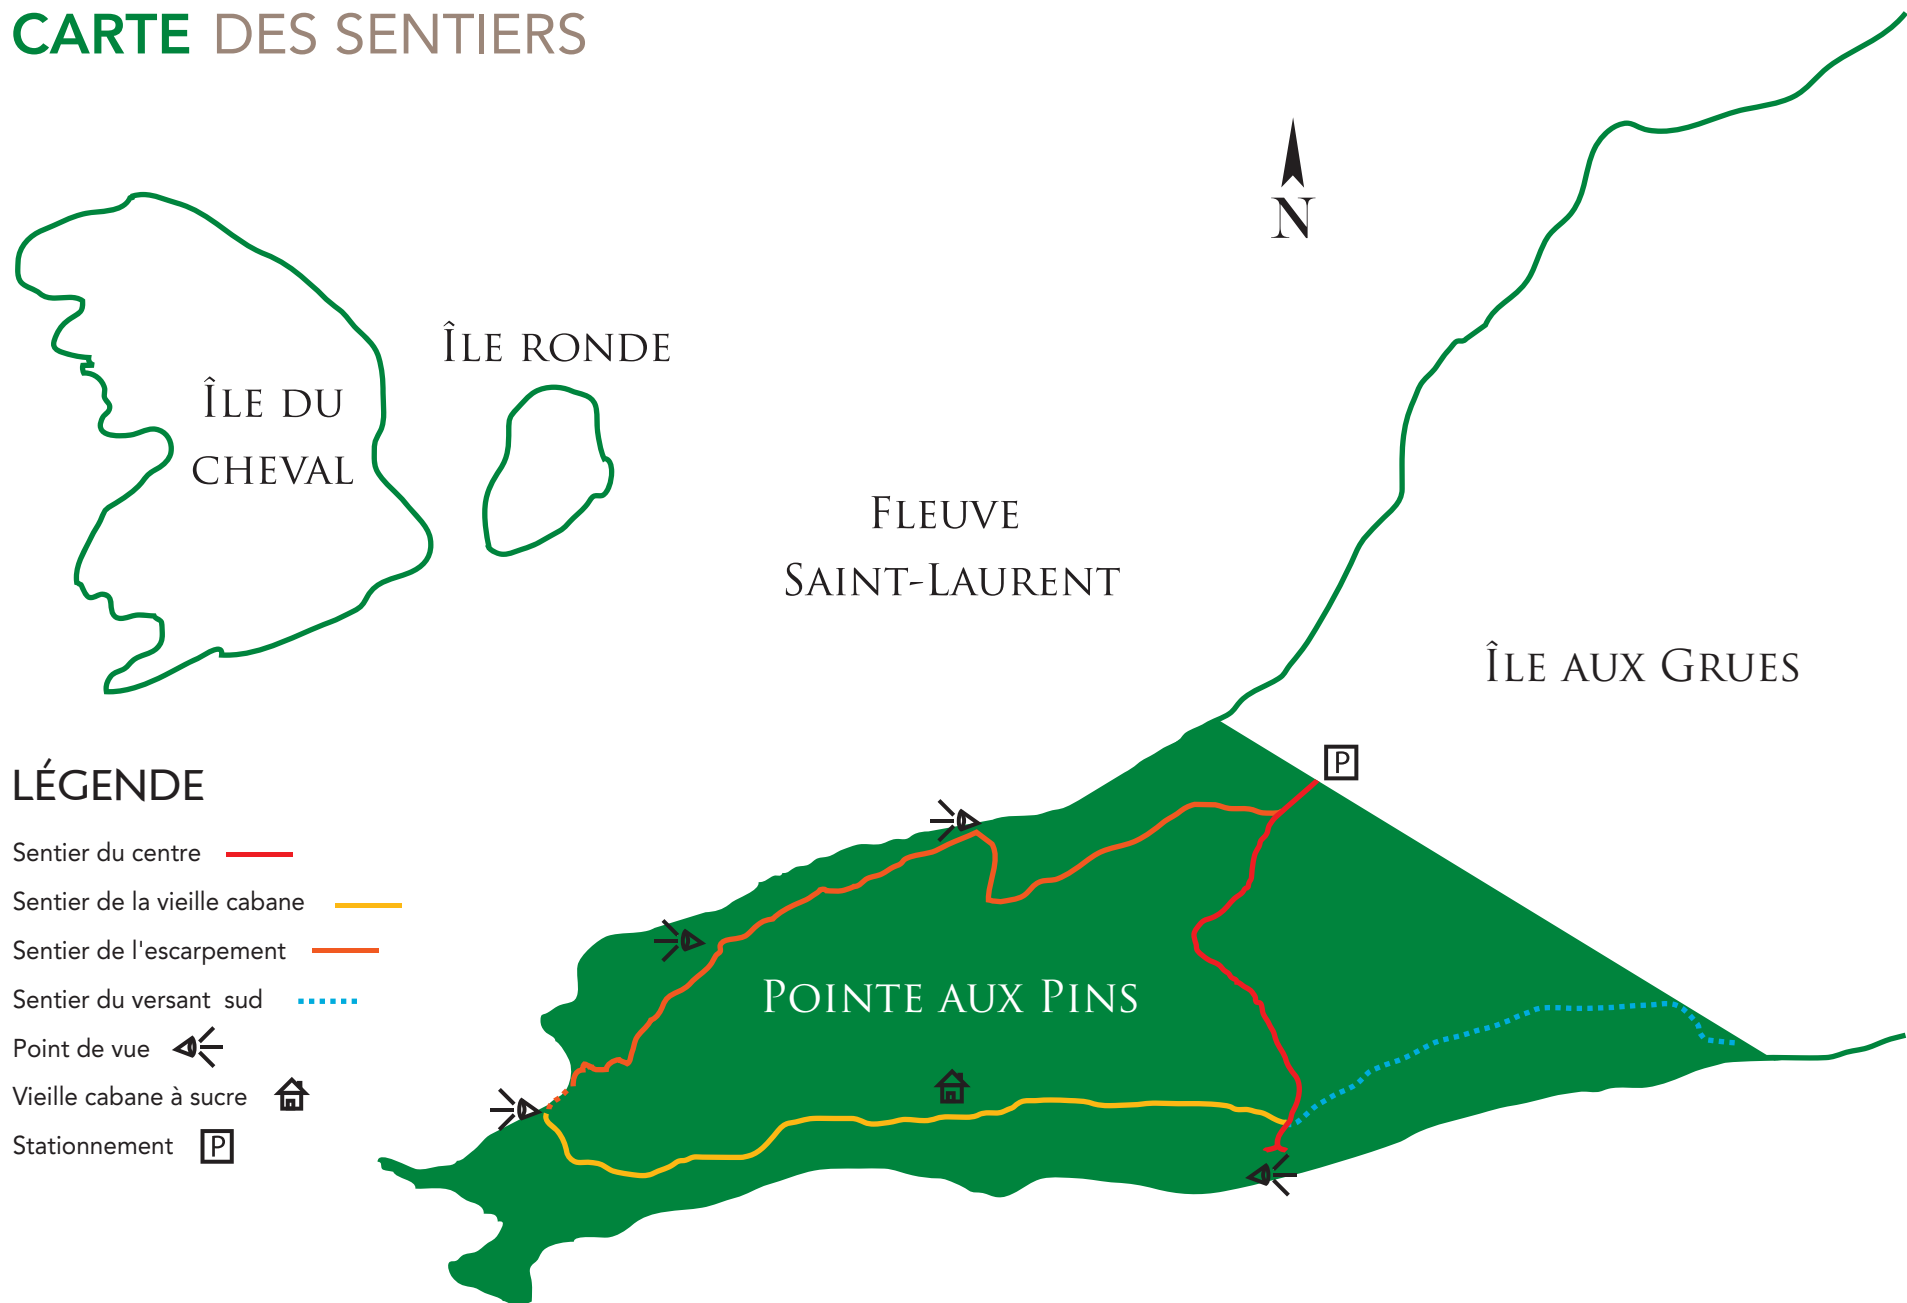 CARTE DES SENTIERS
N
ÎLE RONDE
ÎLE DU
CHEVAL
FLEUVE
SAINT-LAURENT
ÎLE AUX GRUES
P
LÉGENDE
Sentier du centre
Sentier de la vieille cabane
Sentier de l'escarpement
Sentier du versant sud
Point de vue
Vieille cabane à sucre
Stationnement P
POINTE AUX PINS